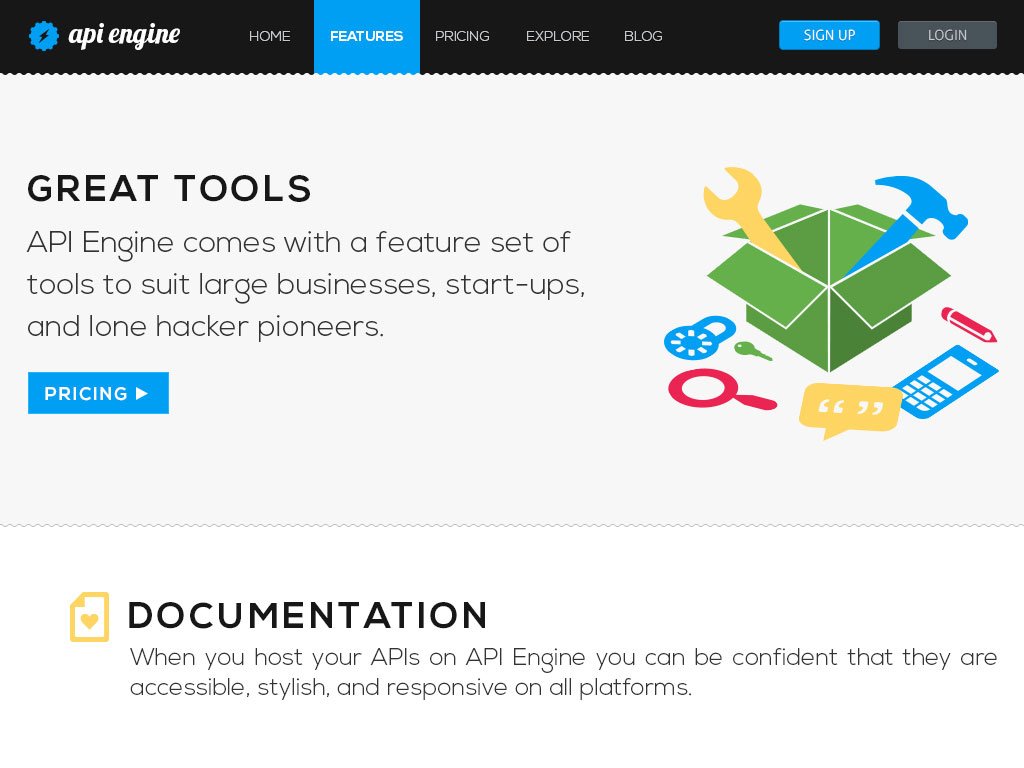 api engine
HOME
FEATURES
PRICING
EXPLORE
BLOG
SIGN UP
LOGIN
GREAT TOOLS
API Engine comes with a feature set of
tools to suit large businesses, start-ups,
and lone hacker pioneers.
PRICING
DOCUMENTATION
When you host your APIs on API Engine you can be confident that they are
accessible, stylish, and responsive on all platforms.